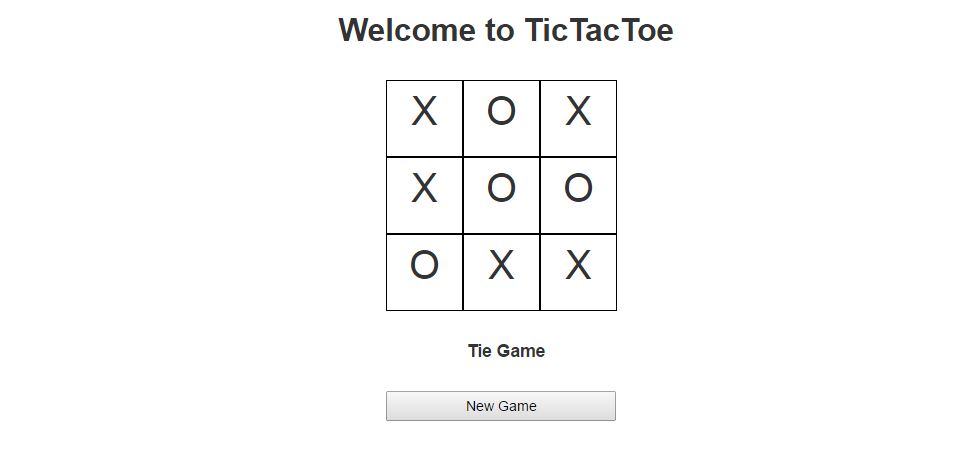 Welcome to TicTacToe
X O X
X O O
O X X
Tie Game
New Game